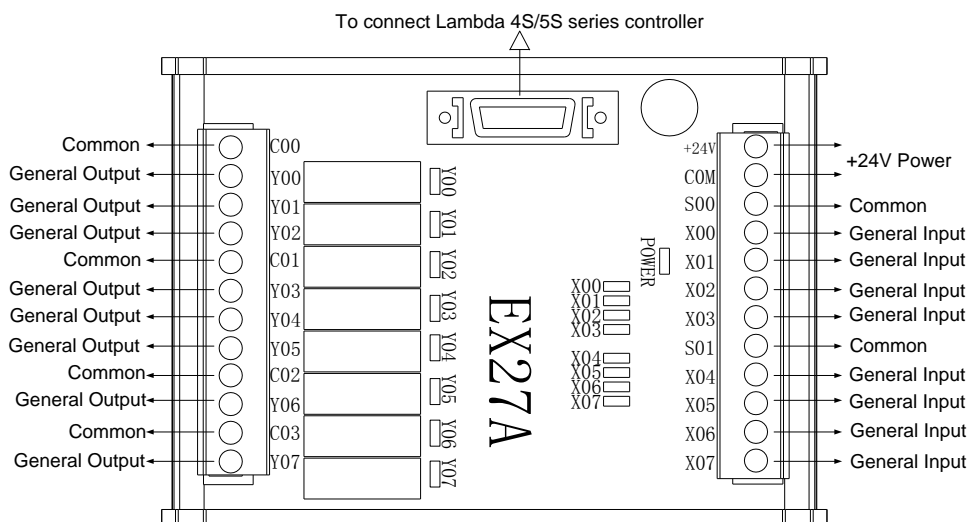 To connect Lambda 4S/5S series controller
Common
General Output
General Output
General Output
Common
General Output
General Output
General Output
Common
General Output
Common
General Output
C00
Y00
Y01
Y02
C01
Y03
Y04
Y05
C02
Y06
C03
Y07
Y00
Y01
Y02
Y03
Y04
Y05
Y06
Y07
EX27A
POWER
X00
X01
X02
X03
X04
X05
X06
X07
+24V
COM
S00
X00
X01
X02
X03
S01
X04
X05
X06
X07
+24V Power
Common
General Input
General Input
General Input
General Input
Common
General Input
General Input
General Input
General Input